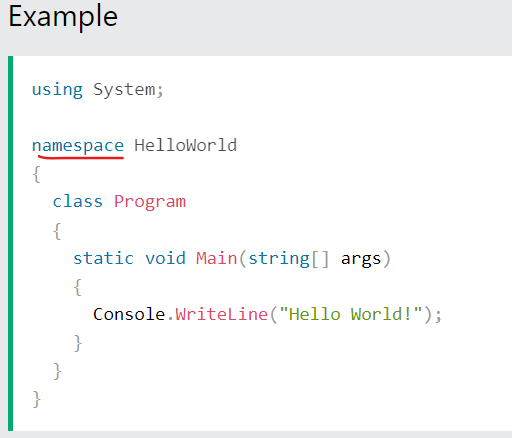 Example
using System;
namespace HelloWorld
{
class Program
{
static void Main(string[] args)
{
Console.WriteLine("Hello World!");
}
}
}